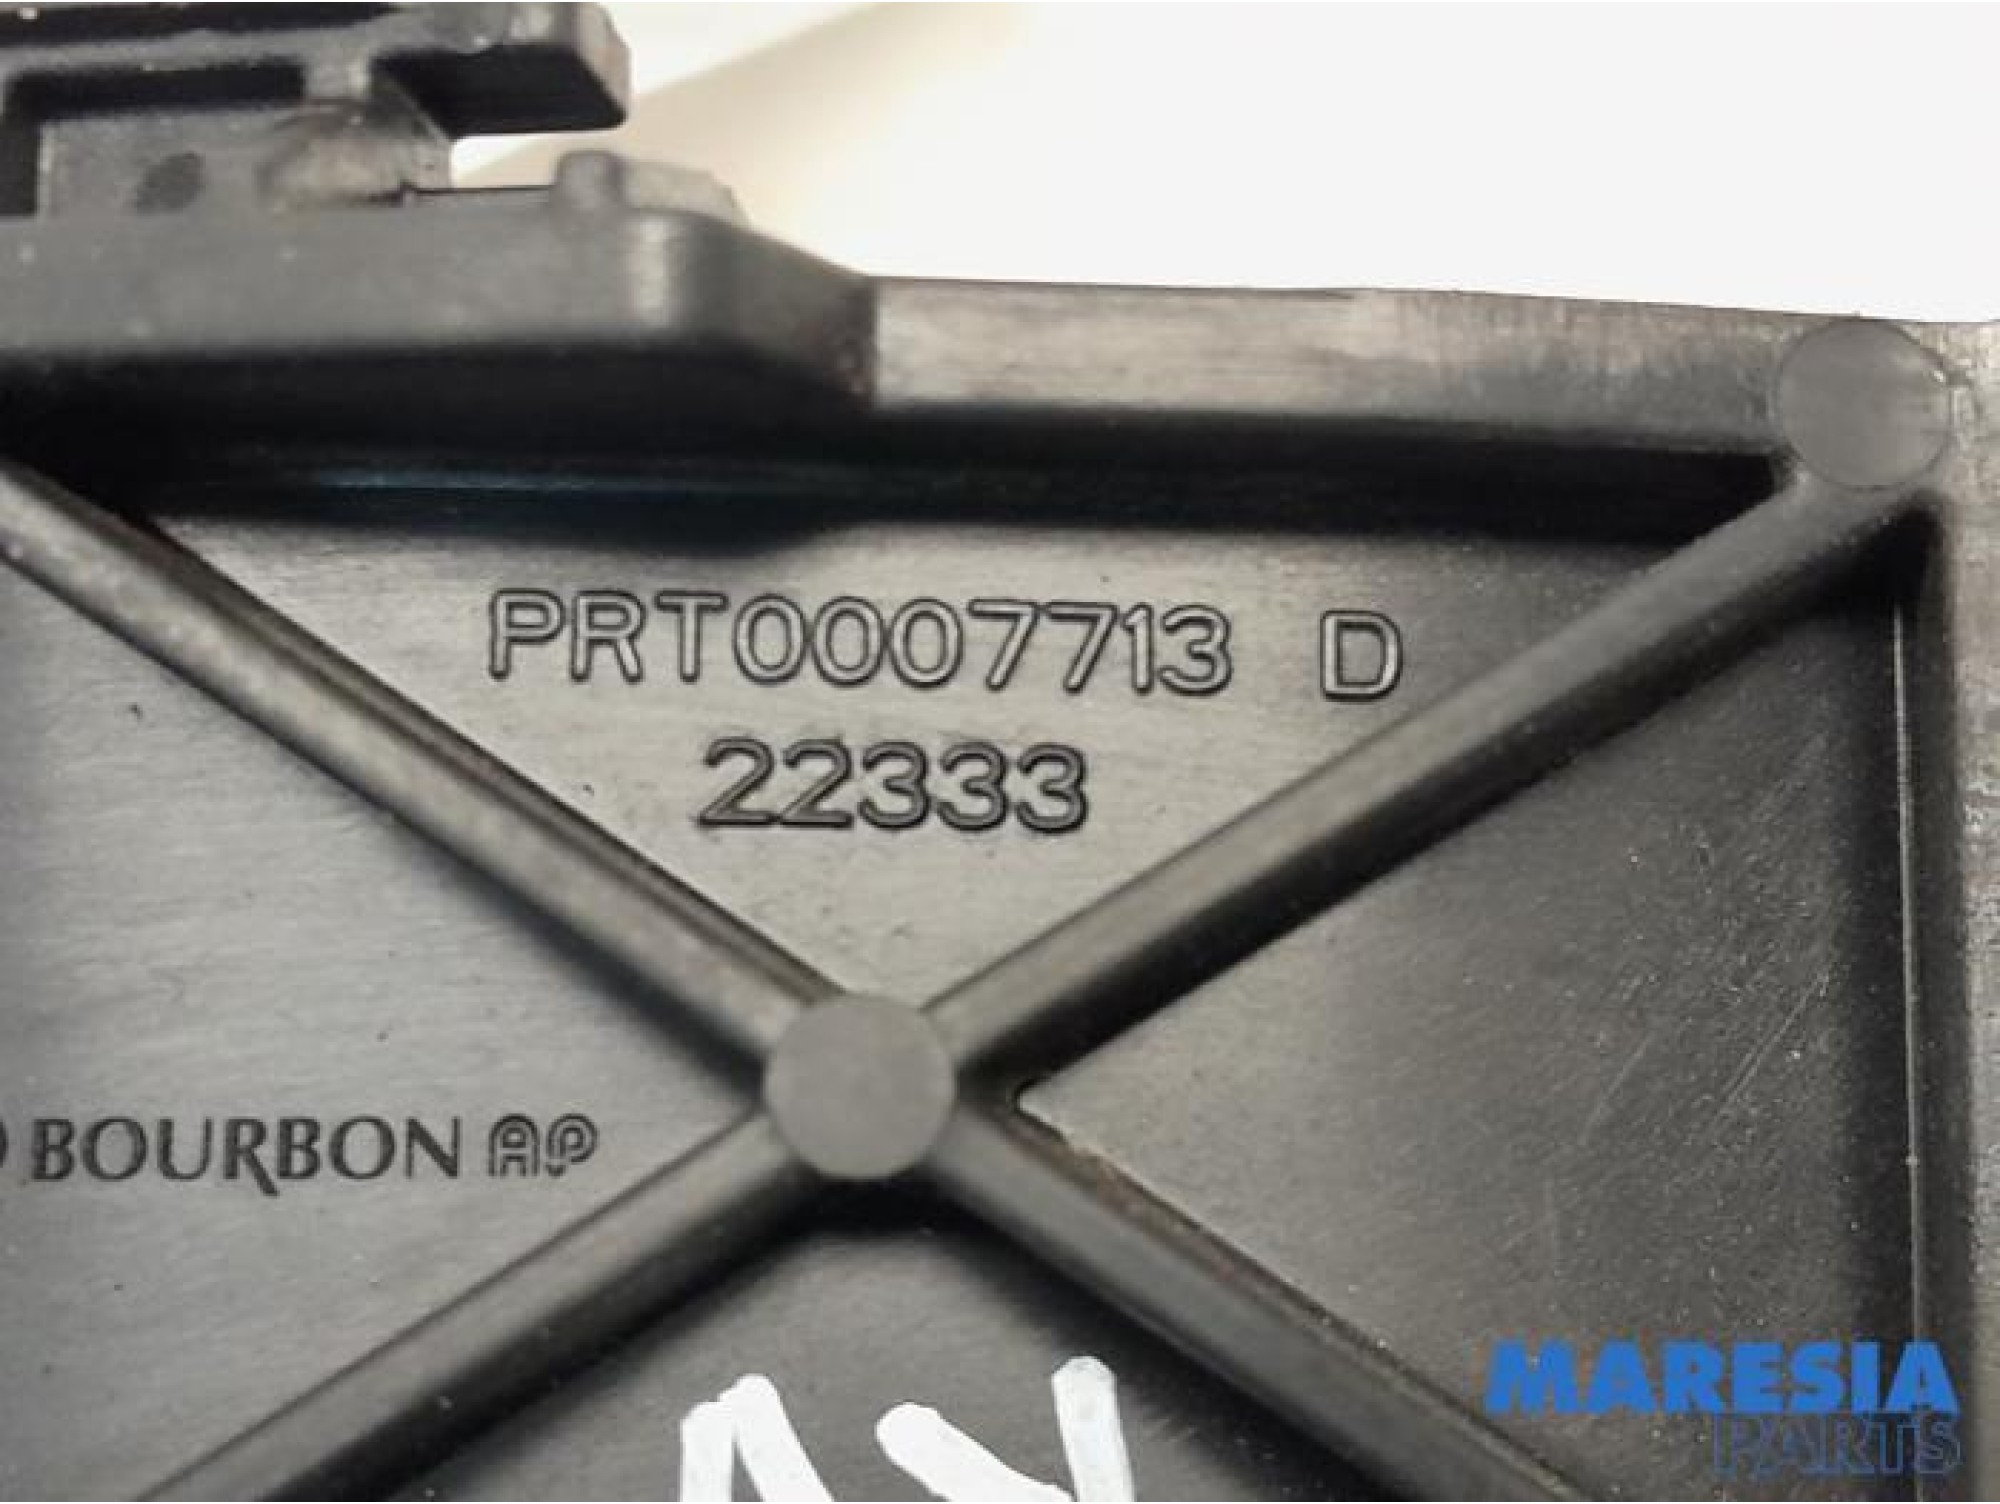 PRT0007713 D
22333
BOURBON AP
MARESIA
PARTS